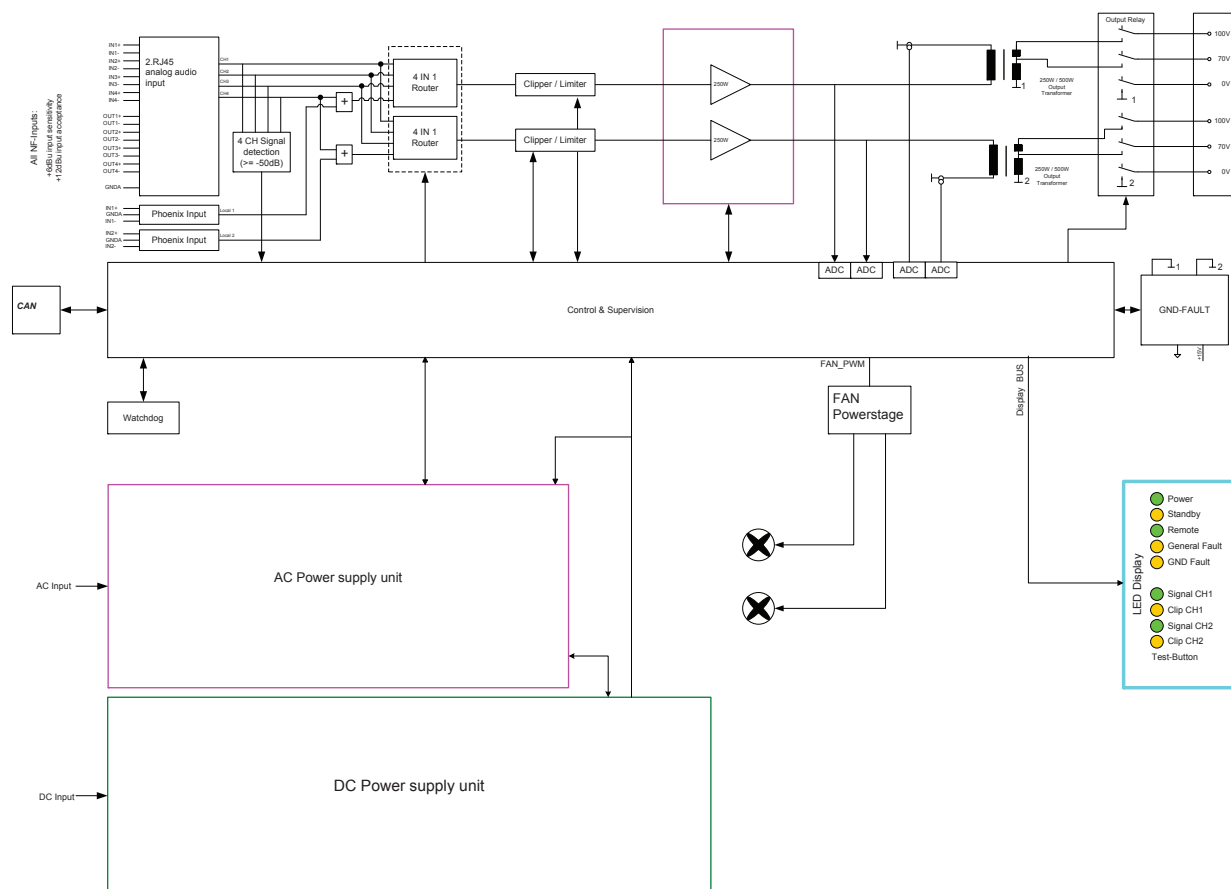 All NF-Inputs:
+6dBu input sensitivity
+12dBu input acceptance
IN1+
IN1-
IN2+
IN2-
IN3+
IN3-
IN4+
IN4-
OUT1+
OUT1-
OUT2+
OUT2-
OUT3+
OUT3-
OUT4+
OUT4-
GNDA
2.RJ45
analog audio
input
CH1
CH2
CH3
CH4
4 CH Signal
detection
(>= -50dB)
IN1+
GNDA
IN1-
Phoenix Input
Local 1
IN2+
GNDA
IN2-
Phoenix Input
Local 2
+
+
4 IN 1
Router
4 IN 1
Router
Clipper / Limiter
Clipper / Limiter
250W
250W
1
250W / 500W
Output
Transformer
2
250W / 500W
Output
Transformer
Output Relay
1
2
100V
70V
0V
100V
70V
0V
ADC
ADC
ADC
ADC
CAN
Control & Supervision
1
2
GND-FAULT
+15V
Watchdog
FAN_PWM
FAN
Powerstage
Display BUS
AC Input
AC Power supply unit
DC Input
DC Power supply unit
LED Display
Power
Standby
Remote
General Fault
GND Fault
Signal CH1
Clip CH1
Signal CH2
Clip CH2
Test-Button